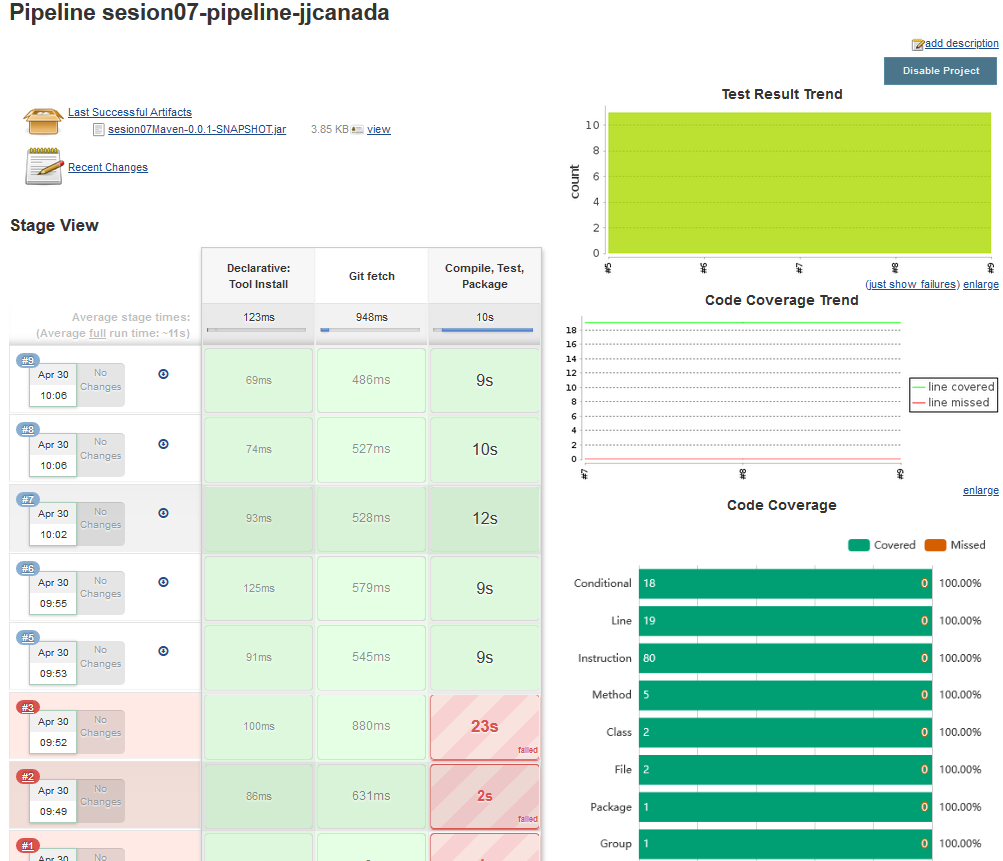 Pipeline sesion07-pipeline-jjcanada
add description
Disable Project
Last Successful Artifacts
sesion07Maven-0.0.1-SNAPSHOT.jar 3.85 KB view
Recent Changes
Test Result Trend
count
10
8
6
4
2
0
#5 #6 #7 #8 #9
(just show failures) enlarge
Code Coverage Trend
18
16
14
12
10
8
6
4
2
0
#7 #8 #9
line covered
line missed
enlarge
Stage View
Declarative: Tool Install
Git fetch
Compile, Test, Package
Average stage times:
(Average full run time: ~11s)
123ms 948ms 10s
#9
Apr 30
10:06
No Changes
69ms 486ms 9s
#8
Apr 30
10:06
No Changes
74ms 527ms 10s
#7
Apr 30
10:02
No Changes
93ms 528ms 12s
#6
Apr 30
09:55
No Changes
125ms 579ms 9s
#5
Apr 30
09:53
No Changes
91ms 545ms 9s
#3
Apr 30
09:52
No Changes
100ms 880ms 23s
failed
#2
Apr 30
09:49
No Changes
86ms 631ms 2s
failed
#1
Apr 30
No
Code Coverage
Covered Missed
Conditional 18 0 100.00%
Line 19 0 100.00%
Instruction 80 0 100.00%
Method 5 0 100.00%
Class 2 0 100.00%
File 2 0 100.00%
Package 1 0 100.00%
Group 1 0 100.00%